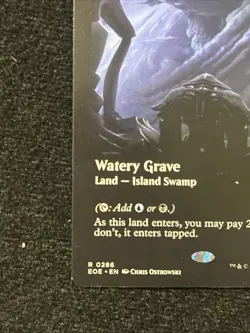 Watery Grave
Land — Island Swamp
(: Add or .)
As this land enters, you may pay 2
don't, it enters tapped.
R 0286
EOE • EN Chris Ostrowski
™ & ©